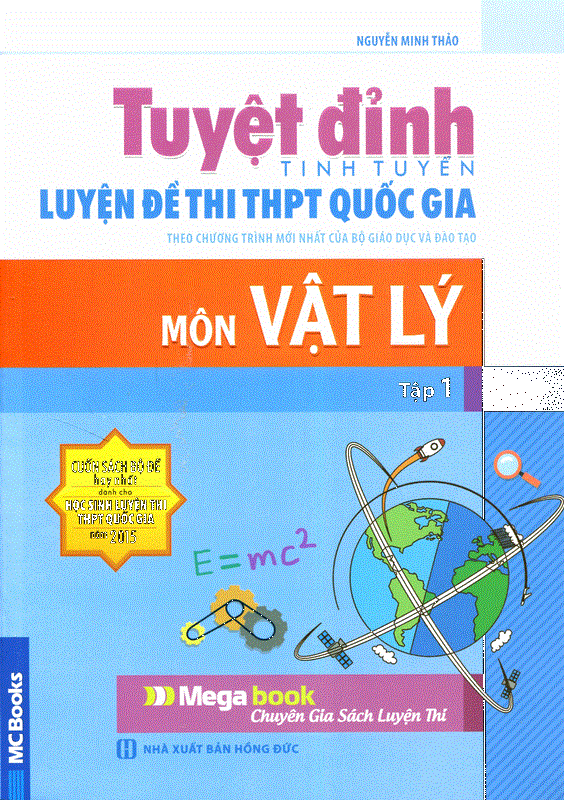 NGUYỄN MINH THẢO
Tuyệt đỉnh
TINH TUYỂN
LUYỆN ĐỀ THI THPT QUỐC GIA
THEO CHƯƠNG TRÌNH MỚI NHẤT CỦA BỘ GIÁO DỤC VÀ ĐÀO TẠO
MÔN VẬT LÝ
Tập 1
CUỐN SÁCH BỘ ĐỀ
hay nhất
dành cho
HỌC SINH LUYỆN THI
THPT QUỐC GIA
năm 2015
E=mc²
Megabook
Chuyên Gia Sách Luyện Thi
NHÀ XUẤT BẢN HỒNG ĐỨC
MCBooks